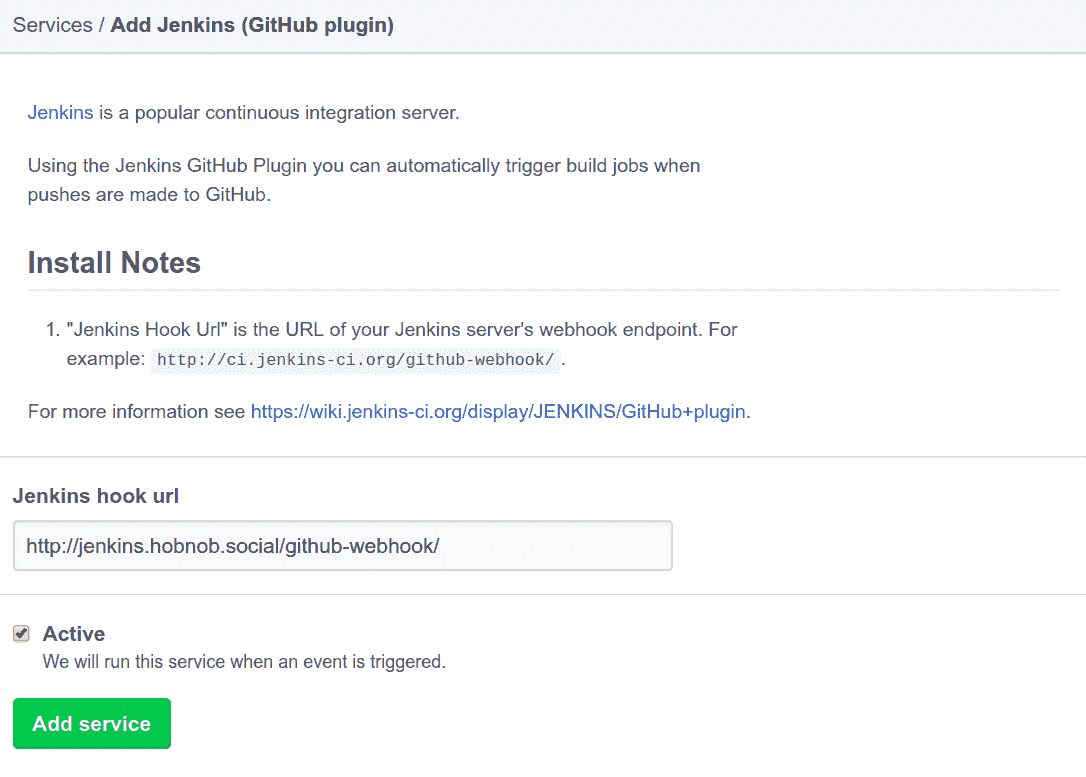 Services / Add Jenkins (GitHub plugin)
Jenkins is a popular continuous integration server.
Using the Jenkins GitHub Plugin you can automatically trigger build jobs when
pushes are made to GitHub.
Install Notes
1. "Jenkins Hook Url" is the URL of your Jenkins server's webhook endpoint. For
example: http://ci.jenkins-ci.org/github-webhook/ .
For more information see https://wiki.jenkins-ci.org/display/JENKINS/GitHub+plugin.
Jenkins hook url
http://jenkins.hobnob.social/github-webhook/
Active
We will run this service when an event is triggered.
Add service